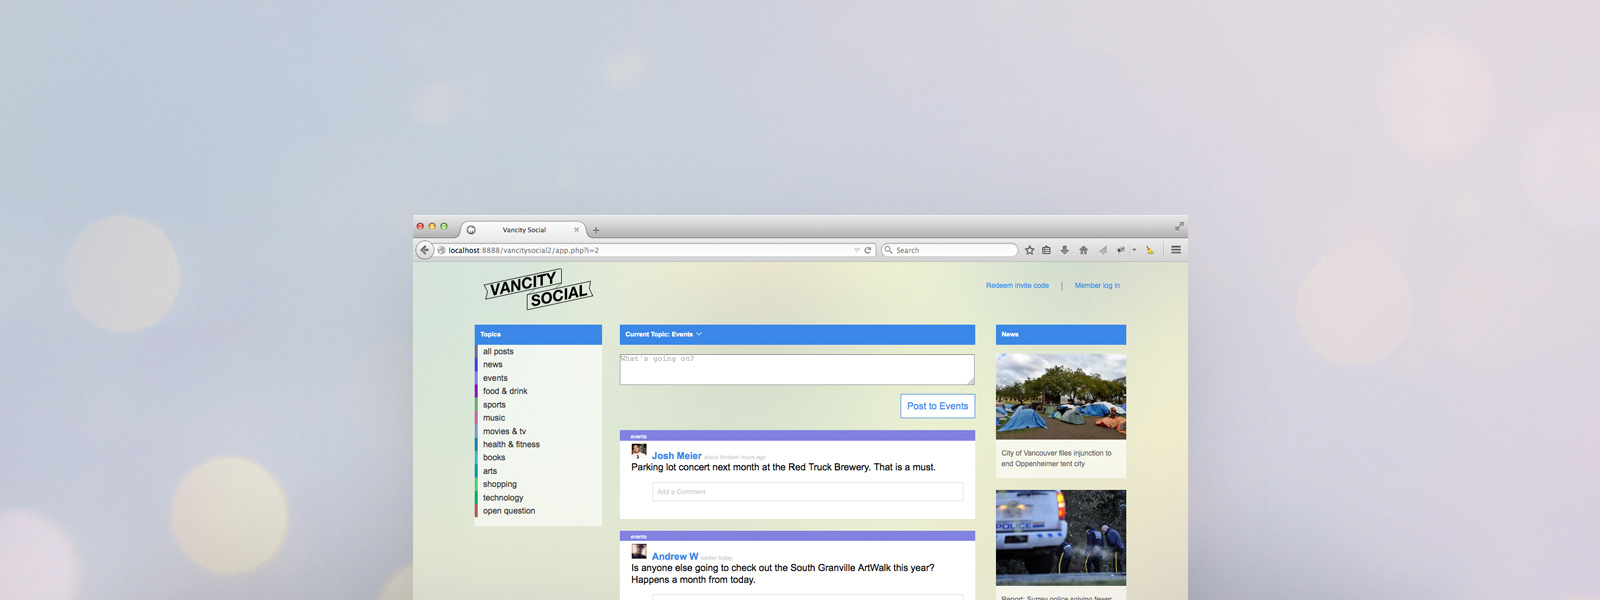 Vancity Social
localhost:8888/vancitysocial2/app.php?i=2
Search
VANCITY
SOCIAL
Redeem invite code | Member log in
Topics
all posts
news
events
food & drink
sports
music
movies & tv
health & fitness
books
arts
shopping
technology
open question
Current Topic: Events
What's going on?
Post to Events
events
Josh Meier about thirteen hours ago
Parking lot concert next month at the Red Truck Brewery. That is a must.
Add a Comment
events
Andrew W earlier today
Is anyone else going to check out the South Granville ArtWalk this year?
Happens a month from today.
News
City of Vancouver files injunction to
end Oppenheimer tent city
POLICE
Report: Surrey police solving fewer